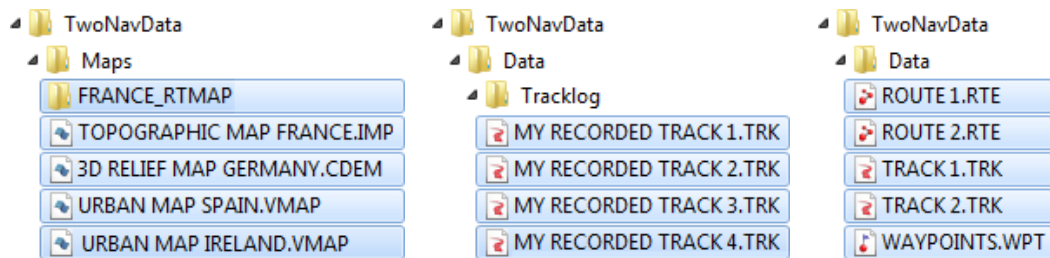 TwoNavData
Maps
FRANCE_RTMAP
TOPOGRAPHIC MAP FRANCE.IMP
3D RELIEF MAP GERMANY.CDEM
URBAN MAP SPAIN.VMAP
URBAN MAP IRELAND.VMAP
TwoNavData
Data
Tracklog
MY RECORDED TRACK 1.TRK
MY RECORDED TRACK 2.TRK
MY RECORDED TRACK 3.TRK
MY RECORDED TRACK 4.TRK
TwoNavData
Data
ROUTE 1.RTE
ROUTE 2.RTE
TRACK 1.TRK
TRACK 2.TRK
WAYPOINTS.WPT